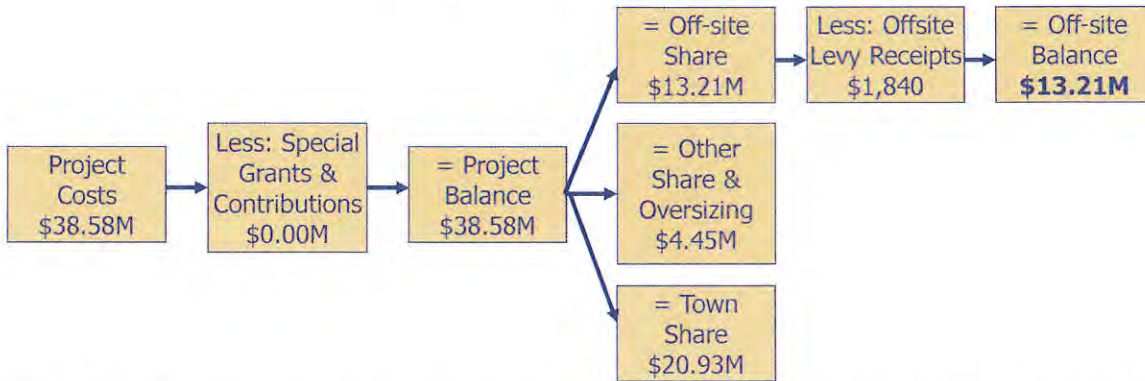 Project
Costs
$38.58M
Less: Special
Grants &
Contributions
$0.00M
= Project
Balance
$38.58M
= Off-site
Share
$13.21M
Less: Offsite
Levy Receipts
$1,840
= Off-site
Balance
$13.21M
= Other
Share &
Oversizing
$4.45M
= Town
Share
$20.93M